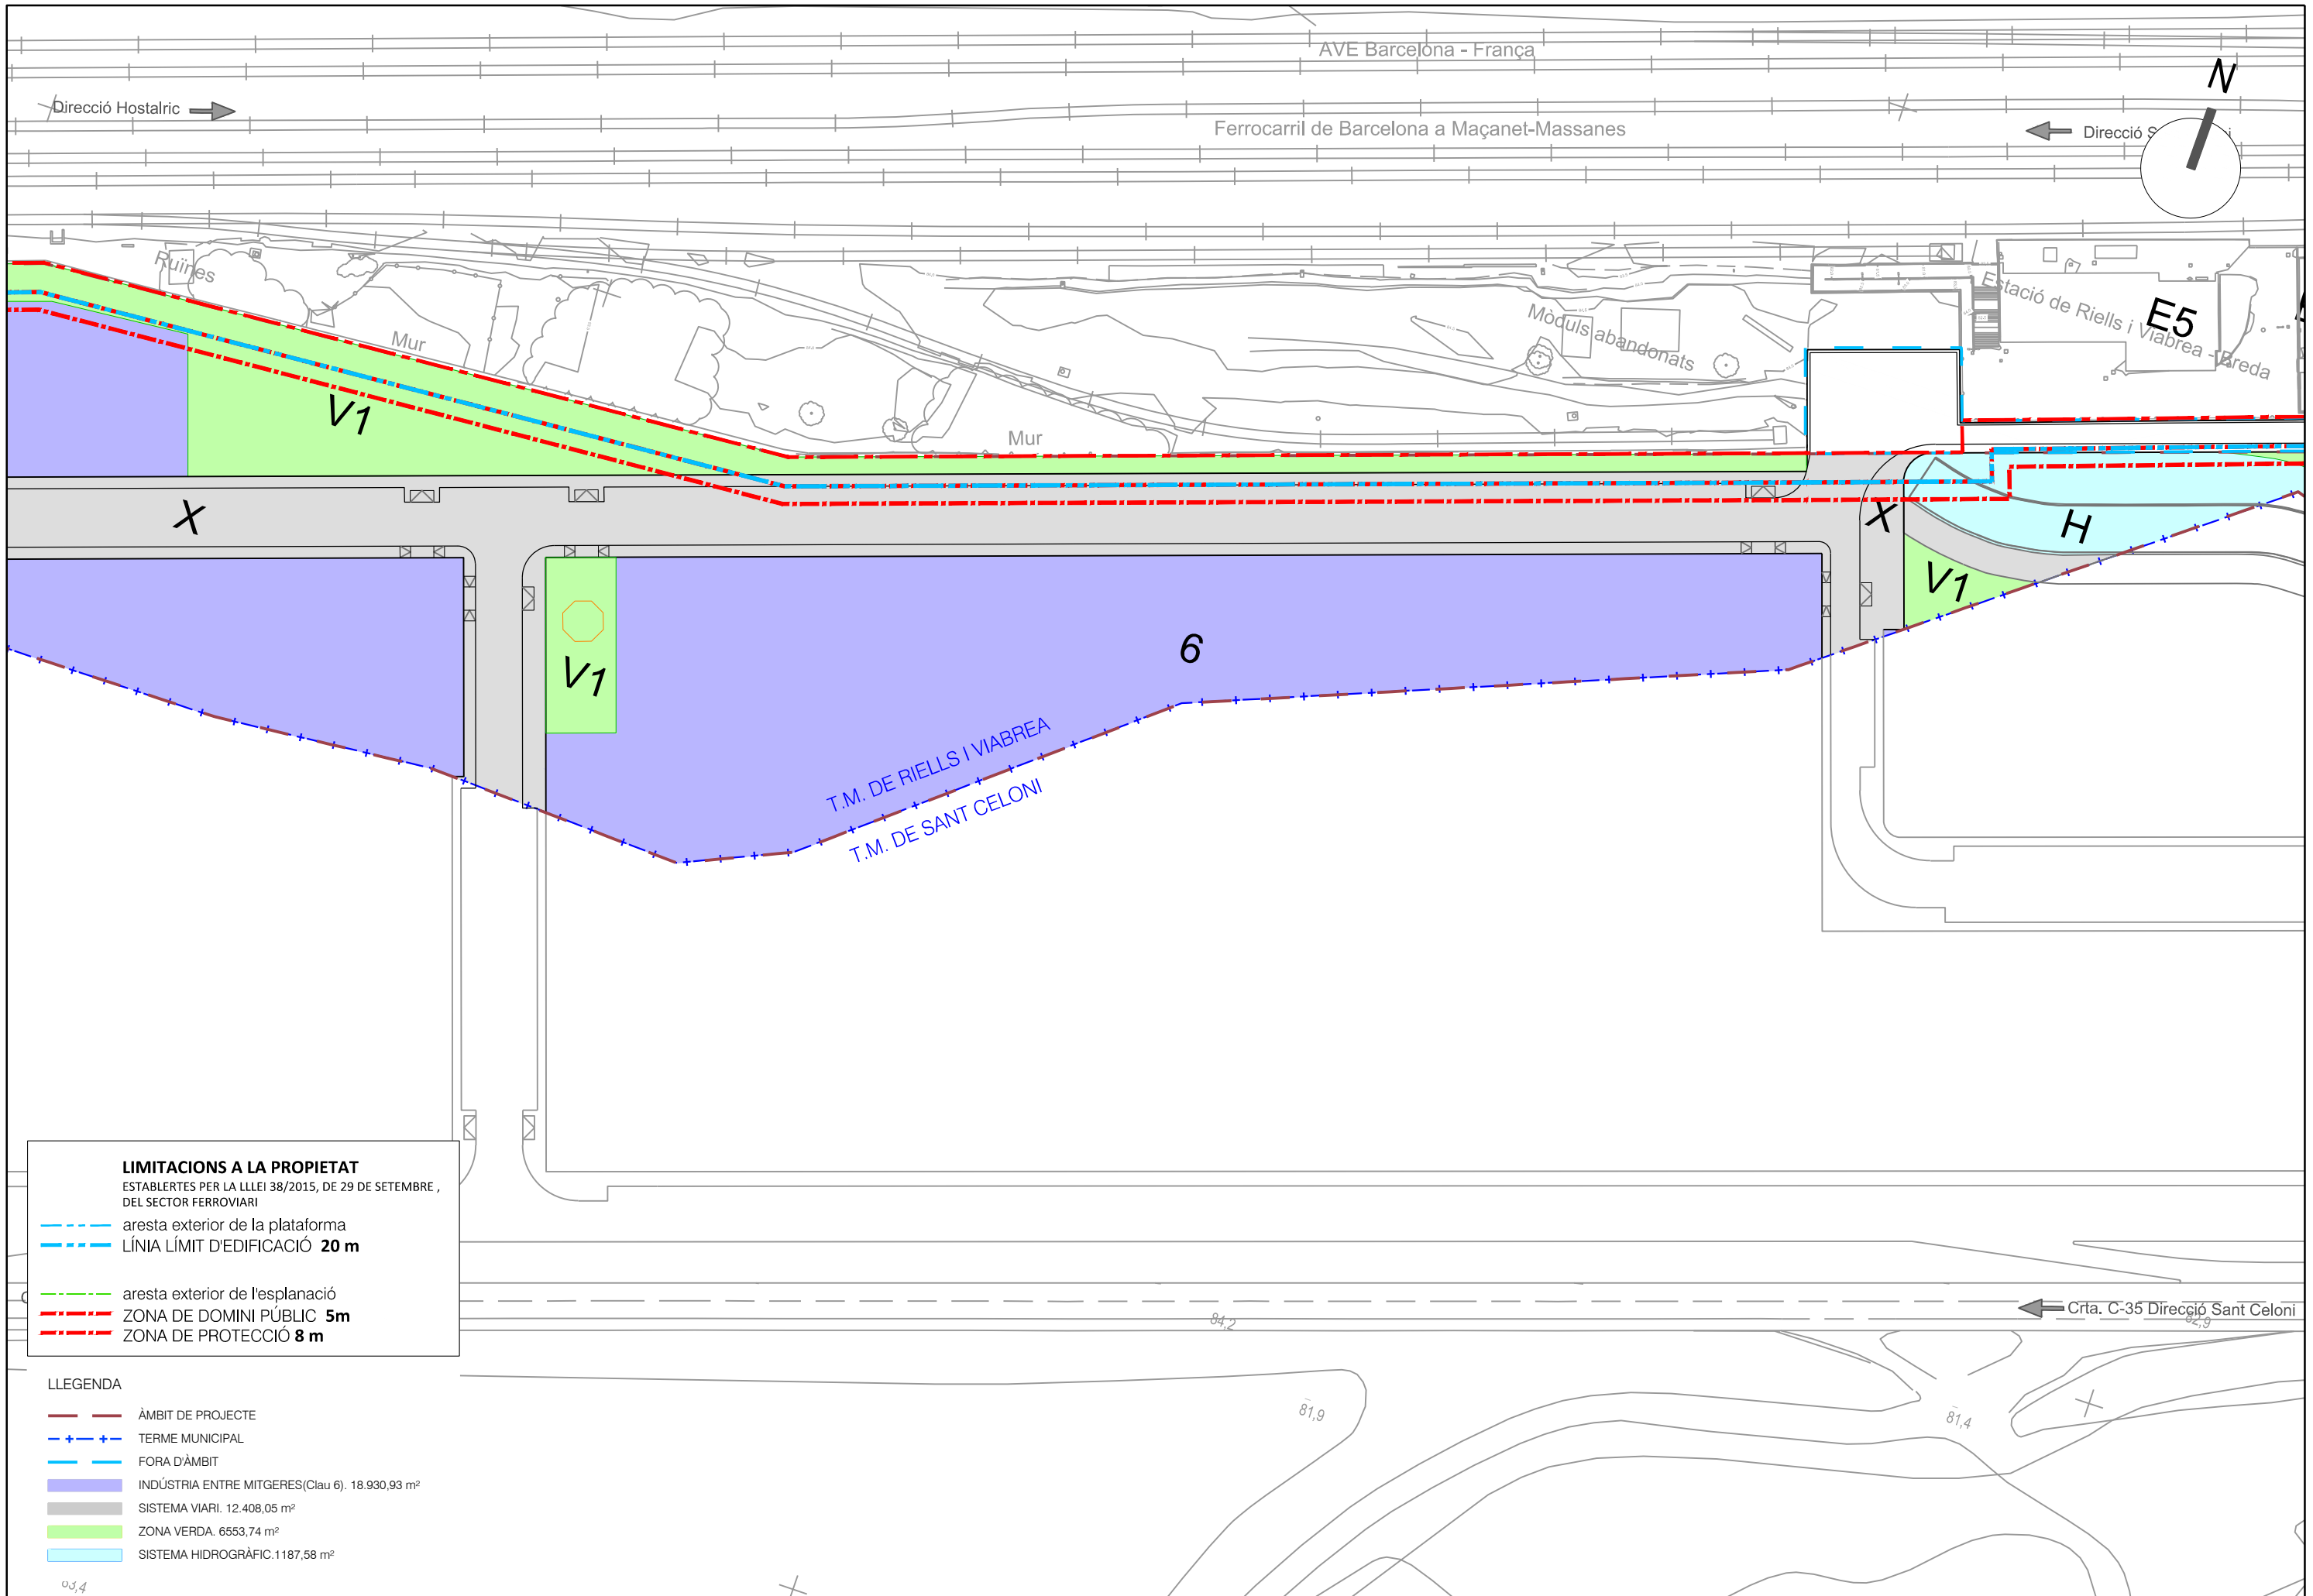 AVE Barcelona - França
N
Direcció Hostalric
Ferrocarril de Barcelona a Maçanet-Massanes
Direcció S
Ruïnes
Estació de Riells i Viabrea - Breda
E5
Mòduls abandonats
Mur
V1
Mur
X
X
H
V1
6
V1
T.M. DE RIELLS I VIABREA
T.M. DE SANT CELONI
LIMITACIONS A LA PROPIETAT
ESTABLERTES PER LA LLLEI 38/2015, DE 29 DE SETEMBRE ,
DEL SECTOR FERROVIARI
aresta exterior de la plataforma
LÍNIA LÍMIT D'EDIFICACIÓ 20 m
aresta exterior de l'esplanació
ZONA DE DOMINI PÚBLIC 5m
ZONA DE PROTECCIÓ 8 m
Crta. C-35 Direcció Sant Celoni
84,2
82,9
LLEGENDA
ÀMBIT DE PROJECTE
TERME MUNICIPAL
FORA D'ÀMBIT
INDÚSTRIA ENTRE MITGERES(Clau 6). 18.930,93 m²
SISTEMA VIARI. 12.408,05 m²
ZONA VERDA. 6553,74 m²
SISTEMA HIDROGRÀFIC.1187,58 m²
81,9
81,4